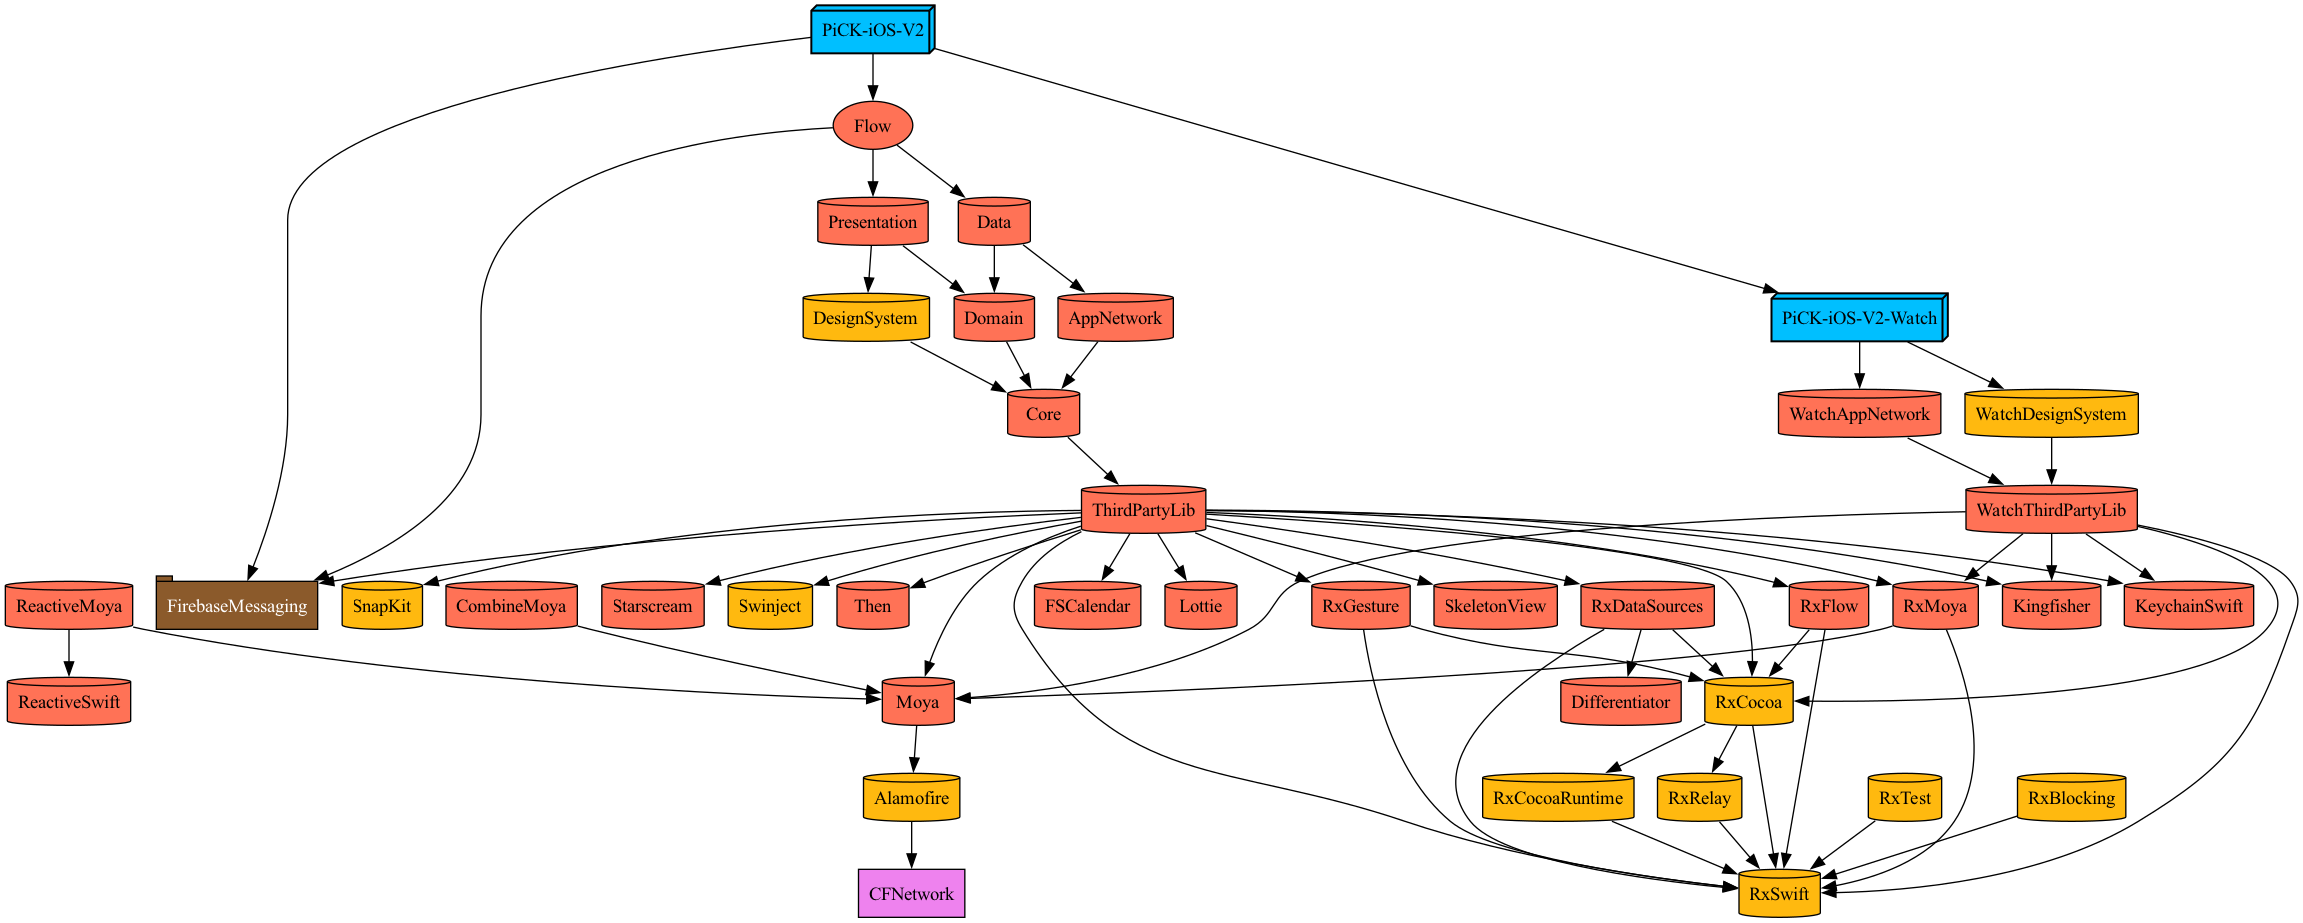 PiCK-iOS-V2
Flow
Presentation
Data
DesignSystem
Domain
AppNetwork
PiCK-iOS-V2-Watch
Core
WatchAppNetwork
WatchDesignSystem
ThirdPartyLib
WatchThirdPartyLib
ReactiveMoya
FirebaseMessaging
SnapKit
CombineMoya
Starscream
Swinject
Then
FSCalendar
Lottie
RxGesture
SkeletonView
RxDataSources
RxFlow
RxMoya
Kingfisher
KeychainSwift
ReactiveSwift
Moya
Differentiator
RxCocoa
Alamofire
RxCocoaRuntime
RxRelay
RxTest
RxBlocking
CFNetwork
RxSwift